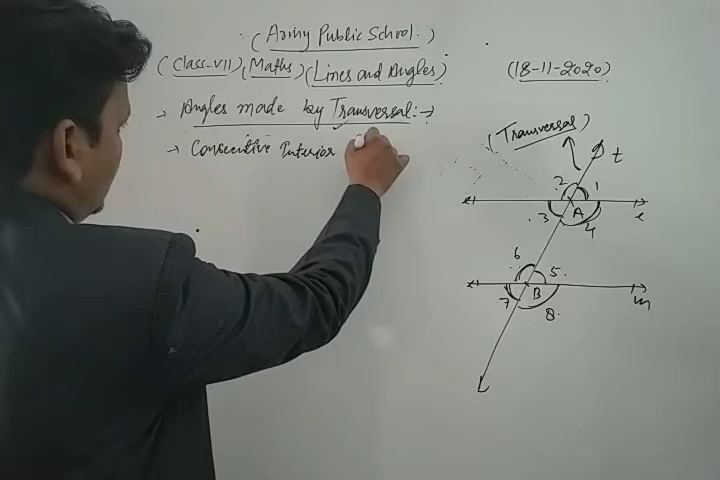 (Army Public School.)
(Class-VII) (Maths) (Lines and Angles)
(18-11-2020)
→ Angles made by Transversal:→
→ Consecutive Interior
(Transversal)
t
2 1
3 A 4
l
6 5.
7 B 8.
m